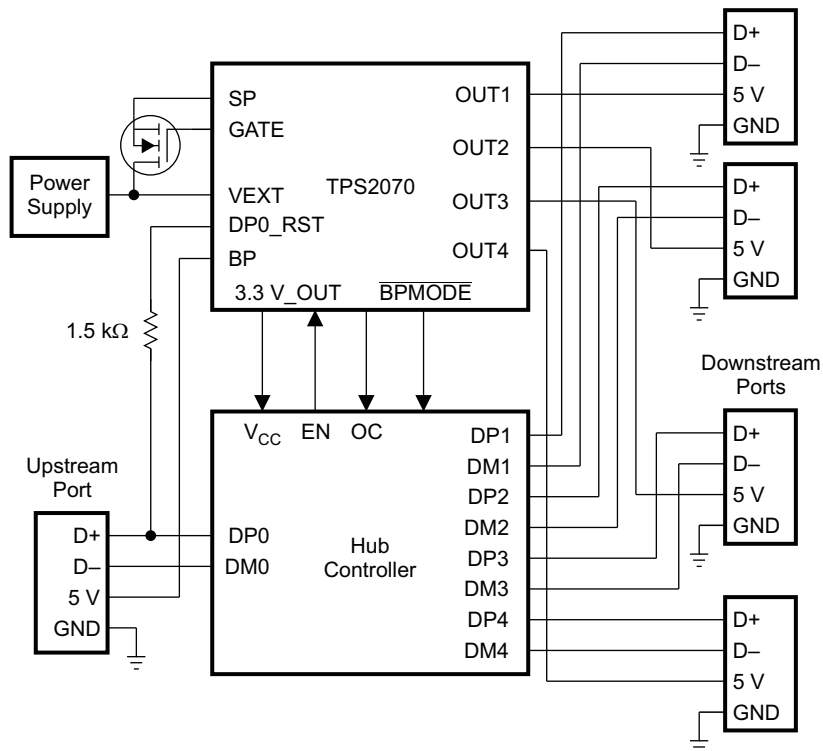 SP
GATE
VEXT
DP0_RST
BP
3.3 V_OUT
BPMODE
TPS2070
OUT1
OUT2
OUT3
OUT4
Power
Supply
1.5 kΩ
Upstream
Port
D+
D–
5 V
GND
VCC
EN
OC
DP0
DM0
Hub
Controller
DP1
DM1
DP2
DM2
DP3
DM3
DP4
DM4
D+
D–
5 V
GND
D+
D–
5 V
GND
Downstream
Ports
D+
D–
5 V
GND
D+
D–
5 V
GND